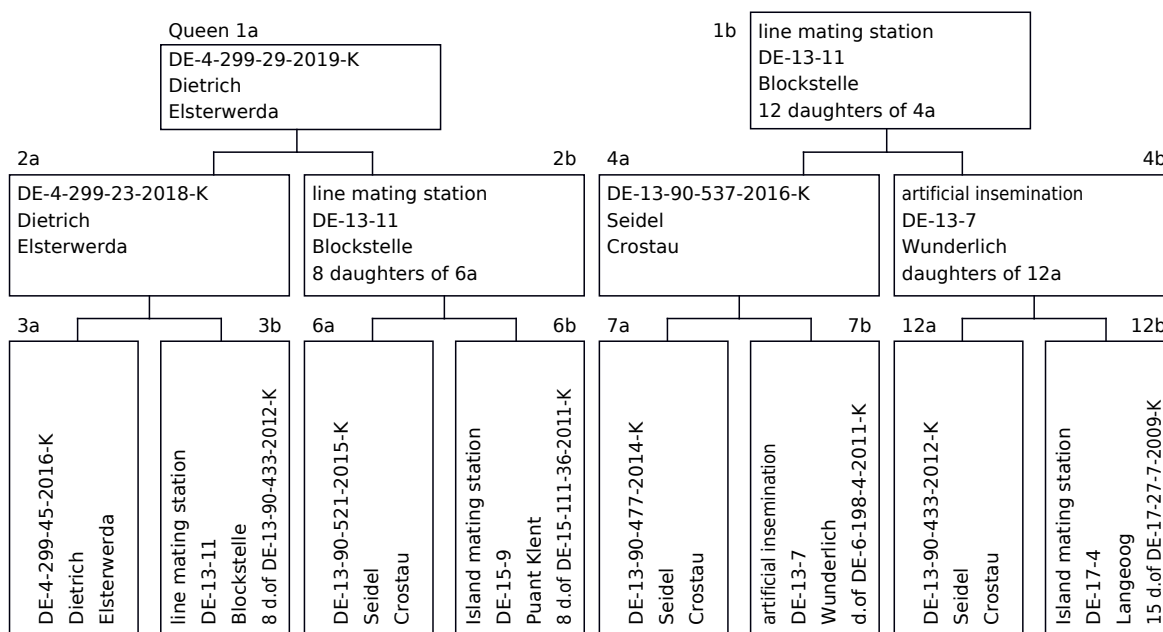 Queen 1a
DE-4-299-29-2019-K
Dietrich
Elsterwerda
1b
line mating station
DE-13-11
Blockstelle
12 daughters of 4a
2a
DE-4-299-23-2018-K
Dietrich
Elsterwerda
2b
line mating station
DE-13-11
Blockstelle
8 daughters of 6a
4a
DE-13-90-537-2016-K
Seidel
Crostau
4b
artificial insemination
DE-13-7
Wunderlich
daughters of 12a
3a
DE-4-299-45-2016-K
Dietrich
Elsterwerda
3b
line mating station
DE-13-11
Blockstelle
8 d.of DE-13-90-433-2012-K
6a
DE-13-90-521-2015-K
Seidel
Crostau
6b
Island mating station
DE-15-9
Puant Klent
8 d.of DE-15-111-36-2011-K
7a
DE-13-90-477-2014-K
Seidel
Crostau
7b
artificial insemination
DE-13-7
Wunderlich
d.of DE-6-198-4-2011-K
12a
DE-13-90-433-2012-K
Seidel
Crostau
12b
Island mating station
DE-17-4
Langeoog
15 d.of DE-17-27-7-2009-K